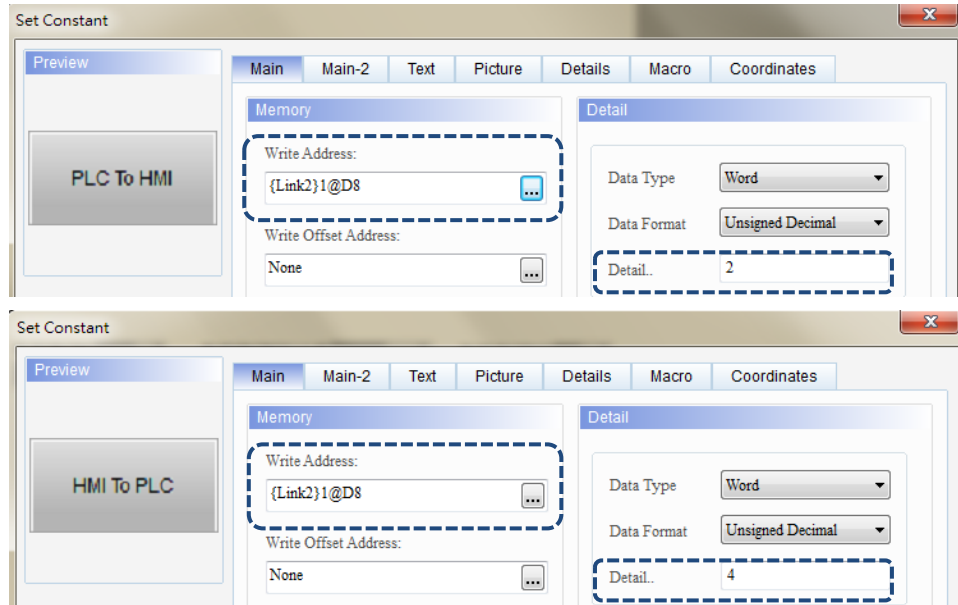 Set Constant
x
Preview
Main Main-2 Text Picture Details Macro Coordinates
Memory
Detail
PLC To HMI
Write Address:
{Link2}1@D8
...
Data Type Word
Write Offset Address:
Data Format Unsigned Decimal
None
...
Detail.. 2
Set Constant
x
Preview
Main Main-2 Text Picture Details Macro Coordinates
Memory
Detail
HMI To PLC
Write Address:
{Link2}1@D8
...
Data Type Word
Write Offset Address:
Data Format Unsigned Decimal
None
...
Detail.. 4